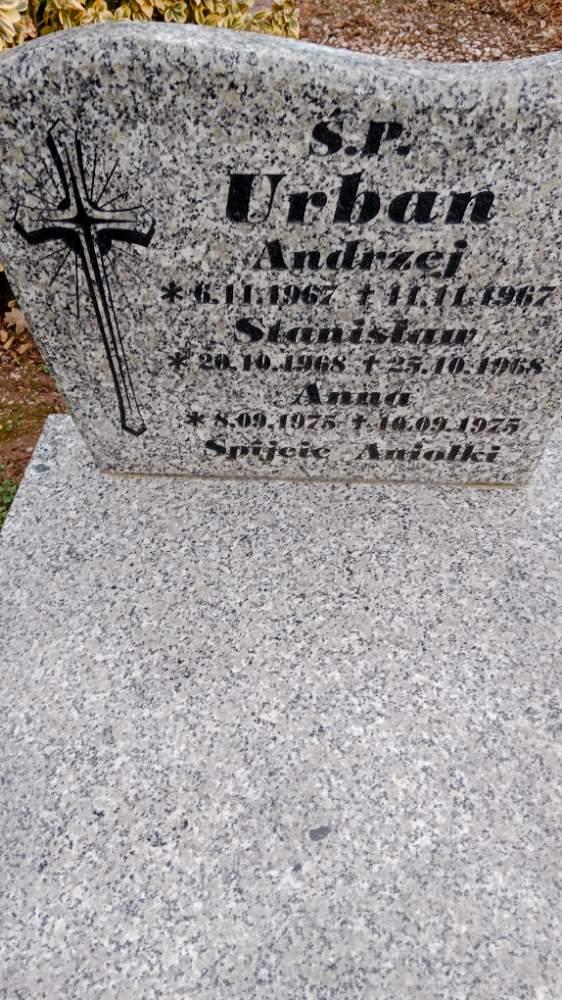 Ś.P.
Urban
Andrzej
* 6.11.1967 † 11.11.1967
Stanisław
* 20.10.1968 † 25.10.1968
Anna
* 8.09.1975 † 10.09.1975
Śpijcie Aniołki